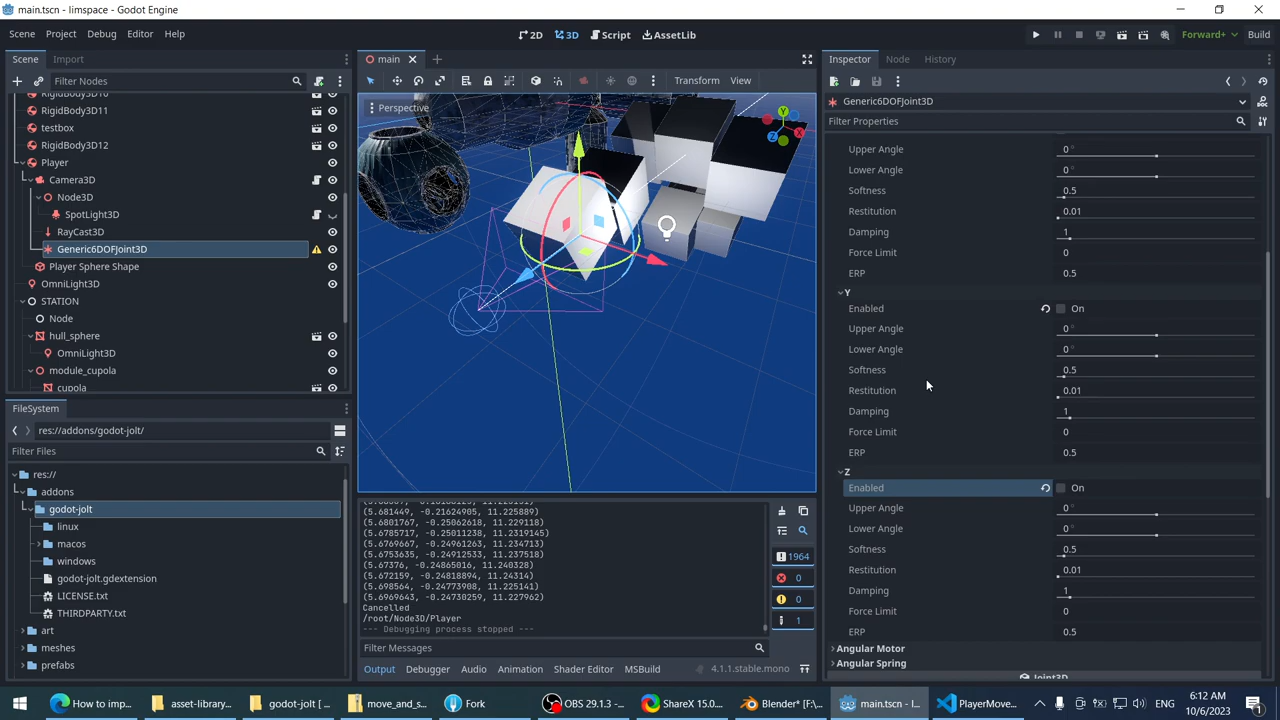 main.tscn - limspace - Godot Engine
Scene Project Debug Editor Help
2D 3D Script AssetLib
Forward+ Build
Scene Import
Filter Nodes
RigidBody3D10
RigidBody3D11
testbox
RigidBody3D12
Player
Camera3D
Node3D
SpotLight3D
RayCast3D
Generic6DOFJoint3D
Player Sphere Shape
OmniLight3D
STATION
Node
hull_sphere
OmniLight3D
module_cupola
cupola
FileSystem
res://addons/godot-jolt/
Filter Files
res://
addons
godot-jolt
linux
macos
windows
godot-jolt.gdextension
LICENSE.txt
THIRDPARTY.txt
art
meshes
prefabs
main
Transform View
Perspective
Y
X
Z
(5.681449, -0.21624905, 11.225889)
(5.6801767, -0.25062618, 11.229118)
(5.6785717, -0.25011238, 11.2319145)
(5.6769667, -0.24961263, 11.234713)
(5.6753635, -0.24912533, 11.237518)
(5.67376, -0.24865016, 11.240328)
(5.672159, -0.24818894, 11.24314)
(5.698564, -0.24773908, 11.225141)
(5.6969643, -0.24730259, 11.227962)
Cancelled
/root/Node3D/Player
--- Debugging process stopped ---
1964
0
0
1
Filter Messages
Output Debugger Audio Animation Shader Editor MSBuild 4.1.1.stable.mono
Inspector Node History
Generic6DOFJoint3D
Filter Properties
Upper Angle 0 °
Lower Angle 0 °
Softness 0.5
Restitution 0.01
Damping 1
Force Limit 0
ERP 0.5
Y
Enabled On
Upper Angle 0 °
Lower Angle 0 °
Softness 0.5
Restitution 0.01
Damping 1
Force Limit 0
ERP 0.5
Z
Enabled On
Upper Angle 0 °
Lower Angle 0 °
Softness 0.5
Restitution 0.01
Damping 1
Force Limit 0
ERP 0.5
Angular Motor
Angular Spring
Joint3D
How to imp... asset-library... godot-jolt [ ... move_and_s... Fork OBS 29.1.3 -... ShareX 15.0... Blender* [F:\... main.tscn - l... PlayerMove... ENG
6:12 AM
10/6/2023